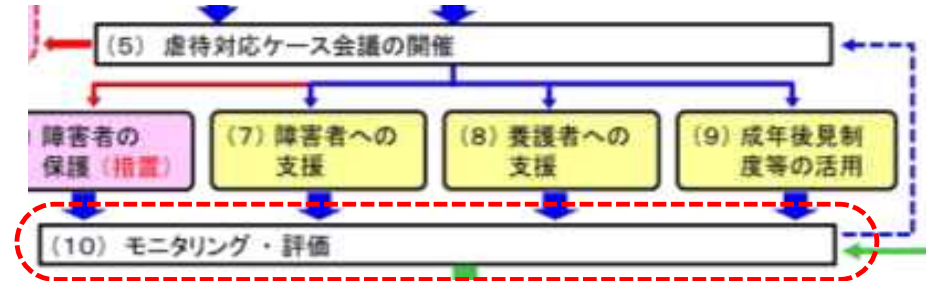 (5) 虐待対応ケース会議の開催
) 障害者の
保護(措置)
(7) 障害者への
支援
(8) 養護者への
支援
(9) 成年後見制
度等の活用
(10) モニタリング・評価